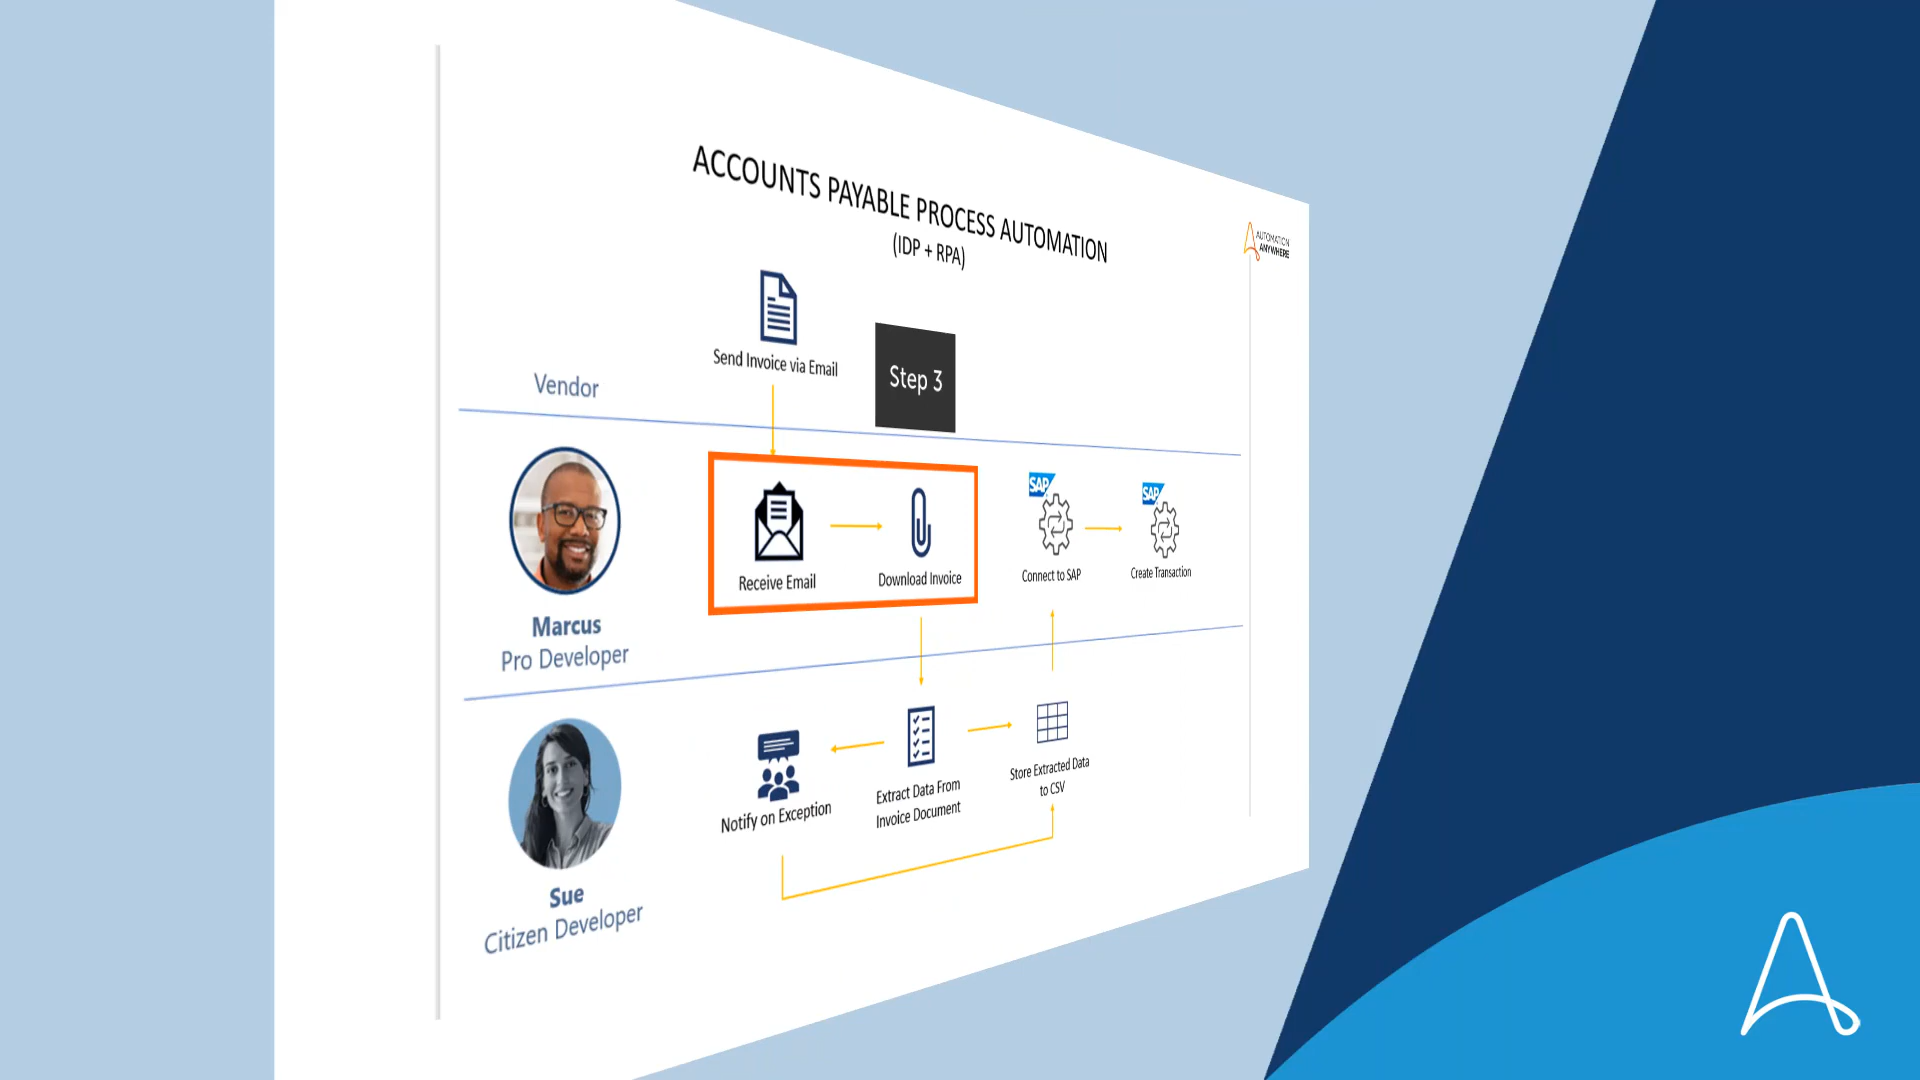 ACCOUNTS PAYABLE PROCESS AUTOMATION
(IDP + RPA)
AUTOMATION
ANYWHERE
Send Invoice via Email
Step 3
Vendor
SAP
SAP
Receive Email
Download Invoice
Connect to SAP
Create Transaction
Marcus
Pro Developer
Notify on Exception
Extract Data From
Invoice Document
Store Extracted Data
to CSV
Sue
Citizen Developer